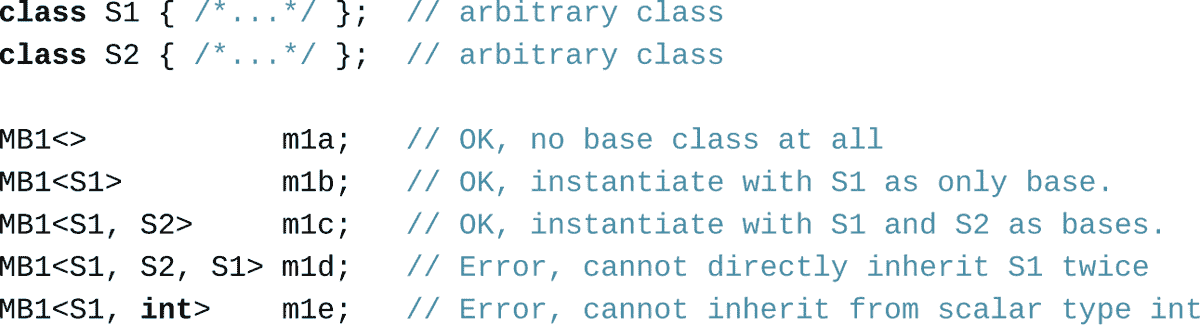 class S1 { /*...*/ };  // arbitrary class
class S2 { /*...*/ };  // arbitrary class
MB1<>           m1a;   // OK, no base class at all
MB1<S1>         m1b;   // OK, instantiate with S1 as only base.
MB1<S1, S2>     m1c;   // OK, instantiate with S1 and S2 as bases.
MB1<S1, S2, S1> m1d;   // Error, cannot directly inherit S1 twice
MB1<S1, int>    m1e;   // Error, cannot inherit from scalar type int